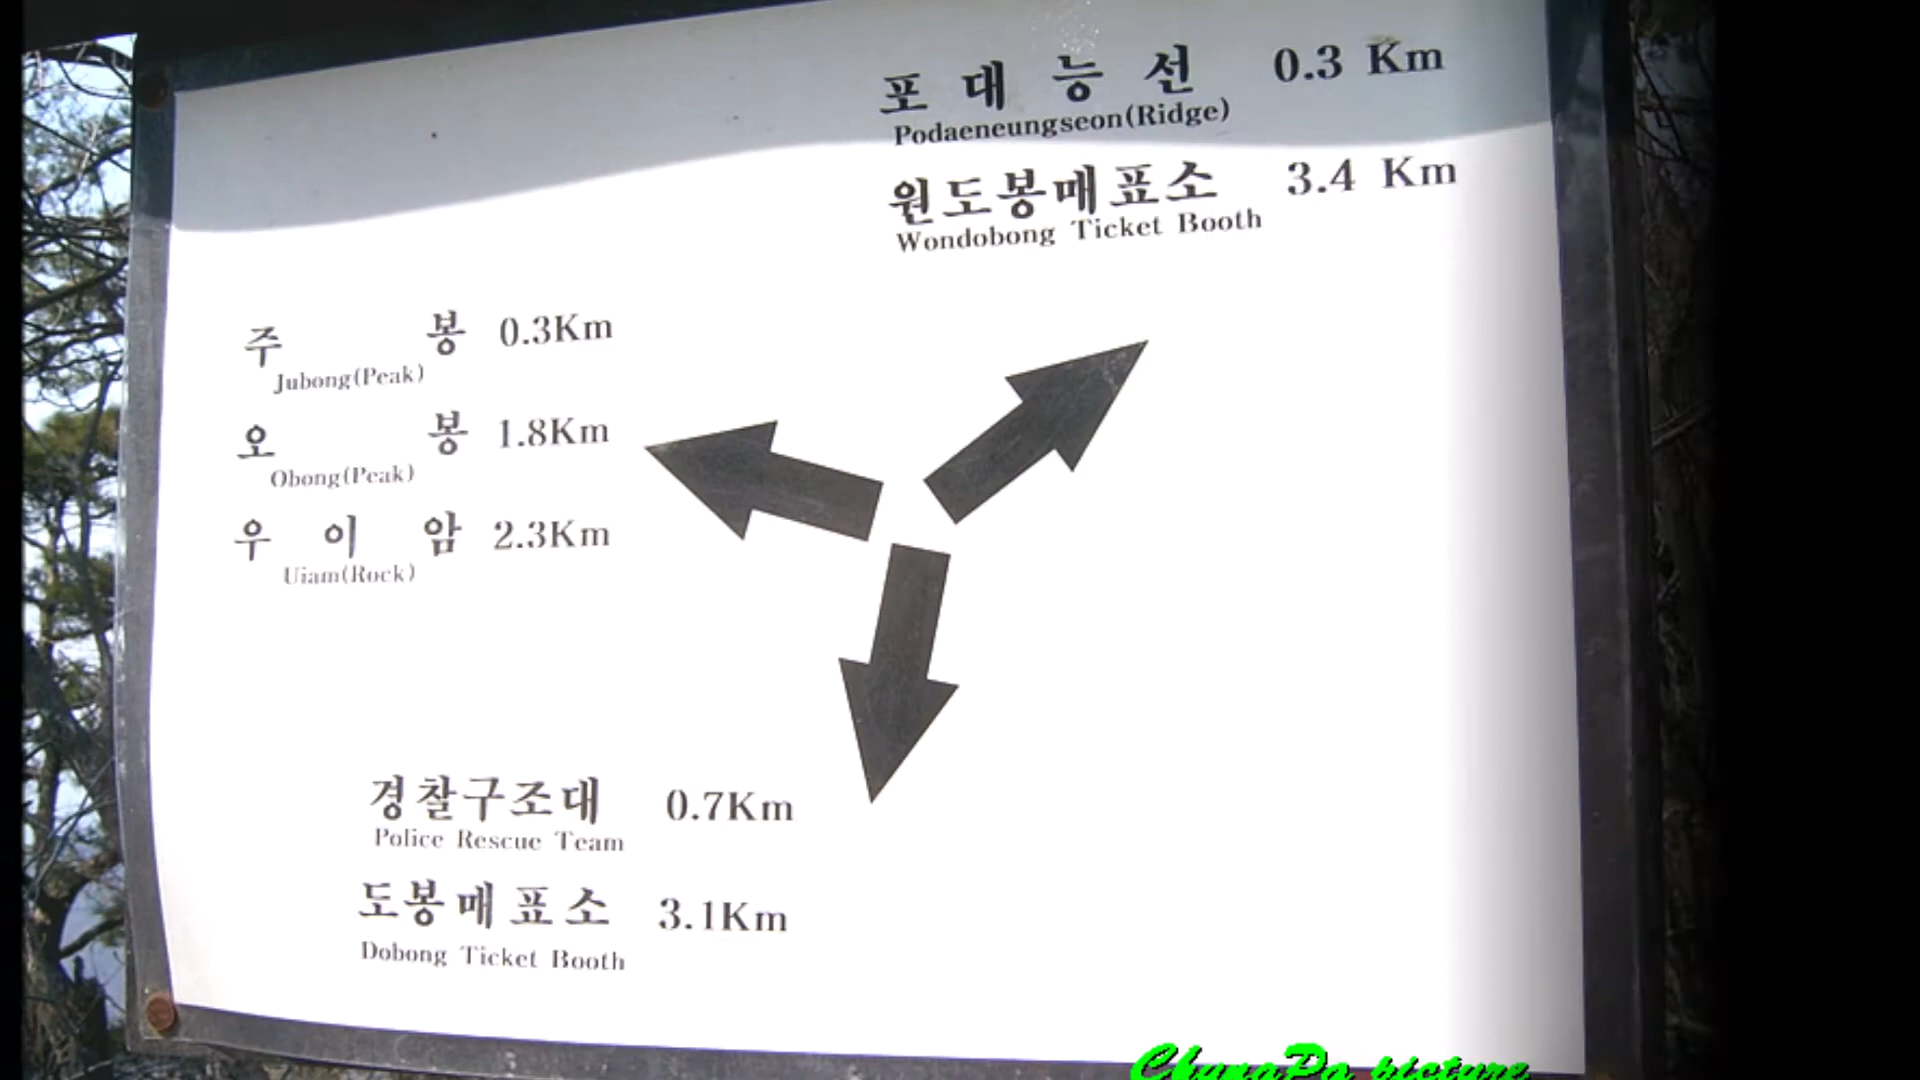 포대능선 0.3 Km
Podaeneungseon(Ridge)
원도봉매표소 3.4 Km
Wondobong Ticket Booth
주봉 0.3Km
Jubong(Peak)
오봉 1.8Km
Obong(Peak)
우이암 2.3Km
Uiam(Rock)
경찰구조대 0.7Km
Police Rescue Team
도봉매표소 3.1Km
Dobong Ticket Booth
picture